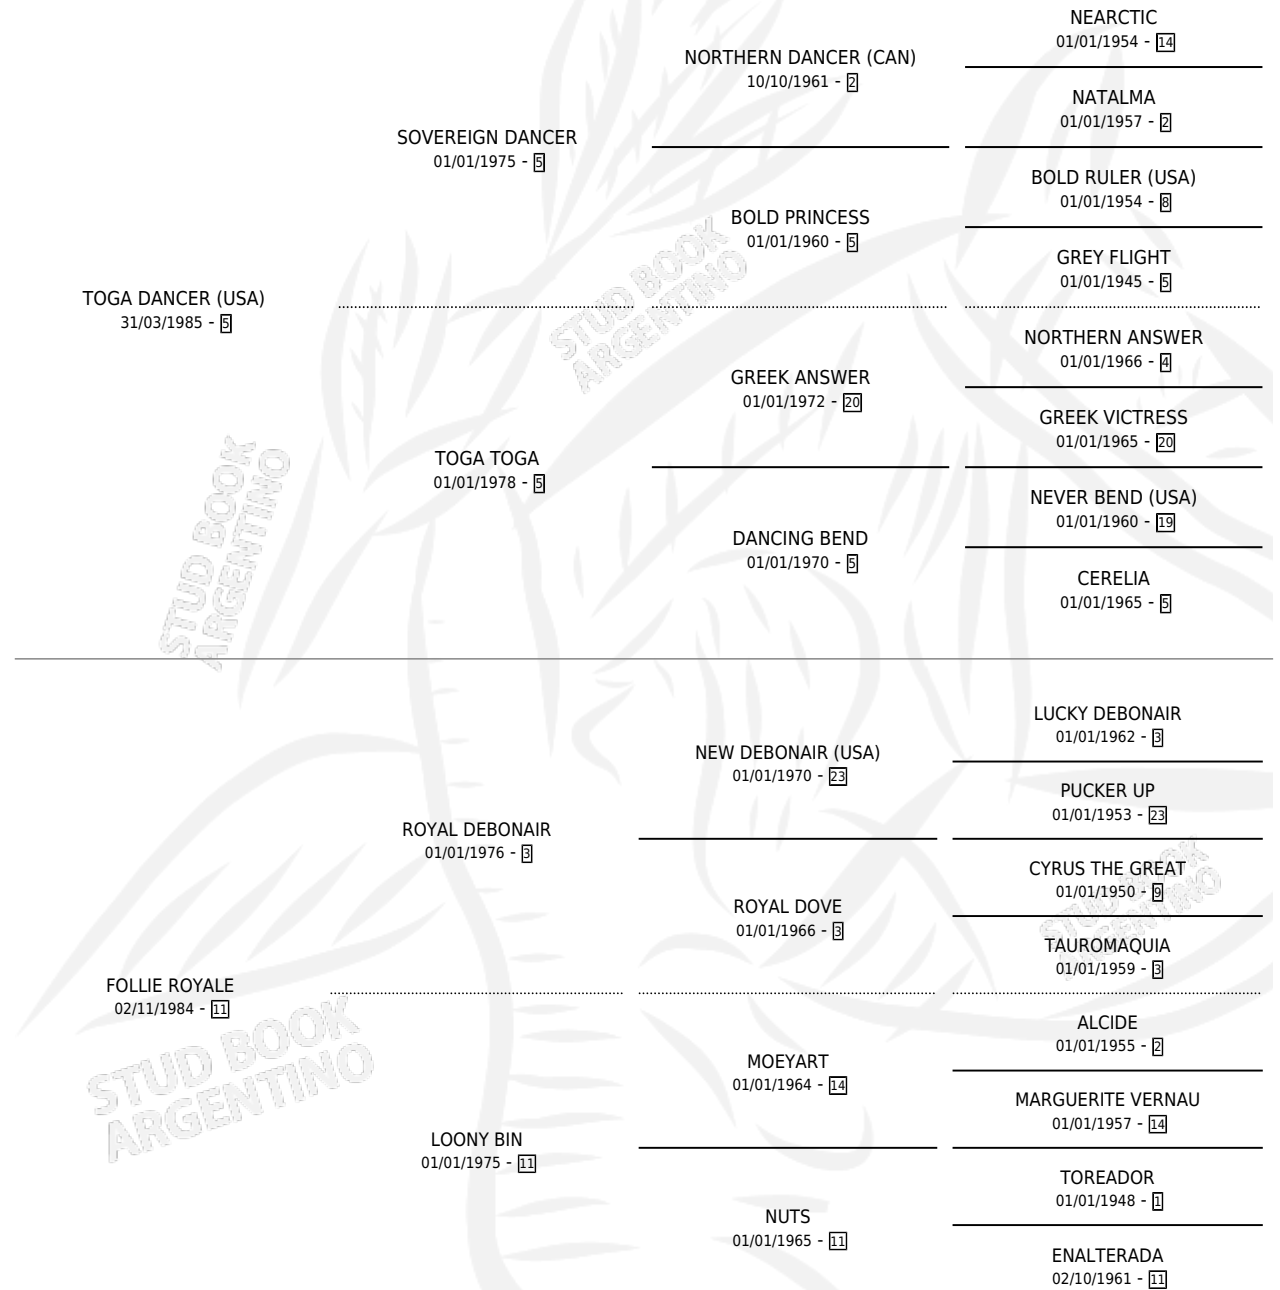 NEARCTIC
01/01/1954 - 14
NORTHERN DANCER (CAN)
10/10/1961 - 2
NATALMA
01/01/1957 - 2
SOVEREIGN DANCER
01/01/1975 - 5
BOLD RULER (USA)
01/01/1954 - 8
BOLD PRINCESS
01/01/1960 - 5
GREY FLIGHT
01/01/1945 - 5
TOGA DANCER (USA)
31/03/1985 - 5
NORTHERN ANSWER
01/01/1966 - 4
GREEK ANSWER
01/01/1972 - 20
GREEK VICTRESS
01/01/1965 - 20
TOGA TOGA
01/01/1978 - 5
NEVER BEND (USA)
01/01/1960 - 19
DANCING BEND
01/01/1970 - 5
CERELIA
01/01/1965 - 5
LUCKY DEBONAIR
01/01/1962 - 3
NEW DEBONAIR (USA)
01/01/1970 - 23
PUCKER UP
01/01/1953 - 23
ROYAL DEBONAIR
01/01/1976 - 3
CYRUS THE GREAT
01/01/1950 - 9
ROYAL DOVE
01/01/1966 - 3
TAUROMAQUIA
01/01/1959 - 3
FOLLIE ROYALE
02/11/1984 - 11
ALCIDE
01/01/1955 - 2
MOEYART
01/01/1964 - 14
MARGUERITE VERNAU
01/01/1957 - 14
LOONY BIN
01/01/1975 - 11
TOREADOR
01/01/1948 - 1
NUTS
01/01/1965 - 11
ENALTERADA
02/10/1961 - 11
STUD BOOK
ARGENTINO
STUD BOOK
ARGENTINO
STUD BOOK
ARGENTINO
STUD BOOK
ARGENTINO